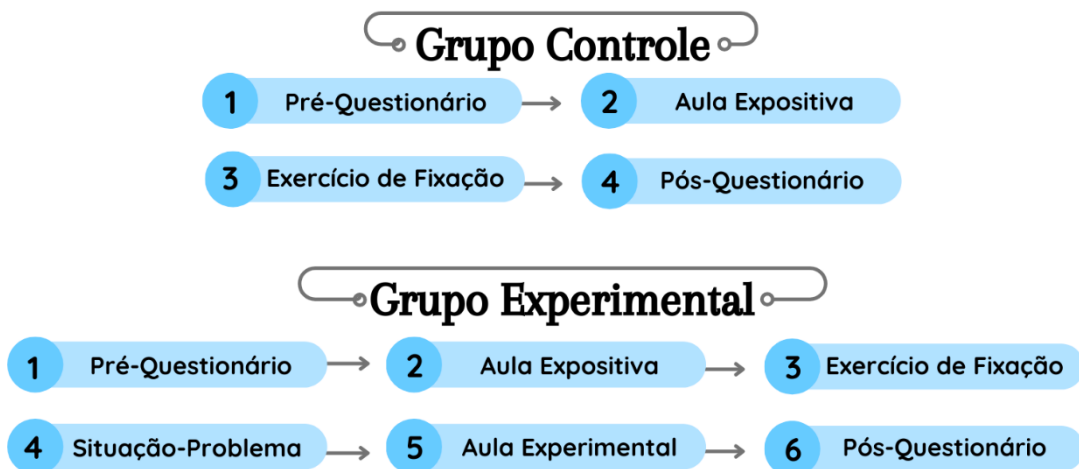 Grupo Controle
1 Pré-Questionário 2 Aula Expositiva
3 Exercício de Fixação 4 Pós-Questionário
Grupo Experimental
1 Pré-Questionário 2 Aula Expositiva 3 Exercício de Fixação
4 Situação-Problema 5 Aula Experimental 6 Pós-Questionário